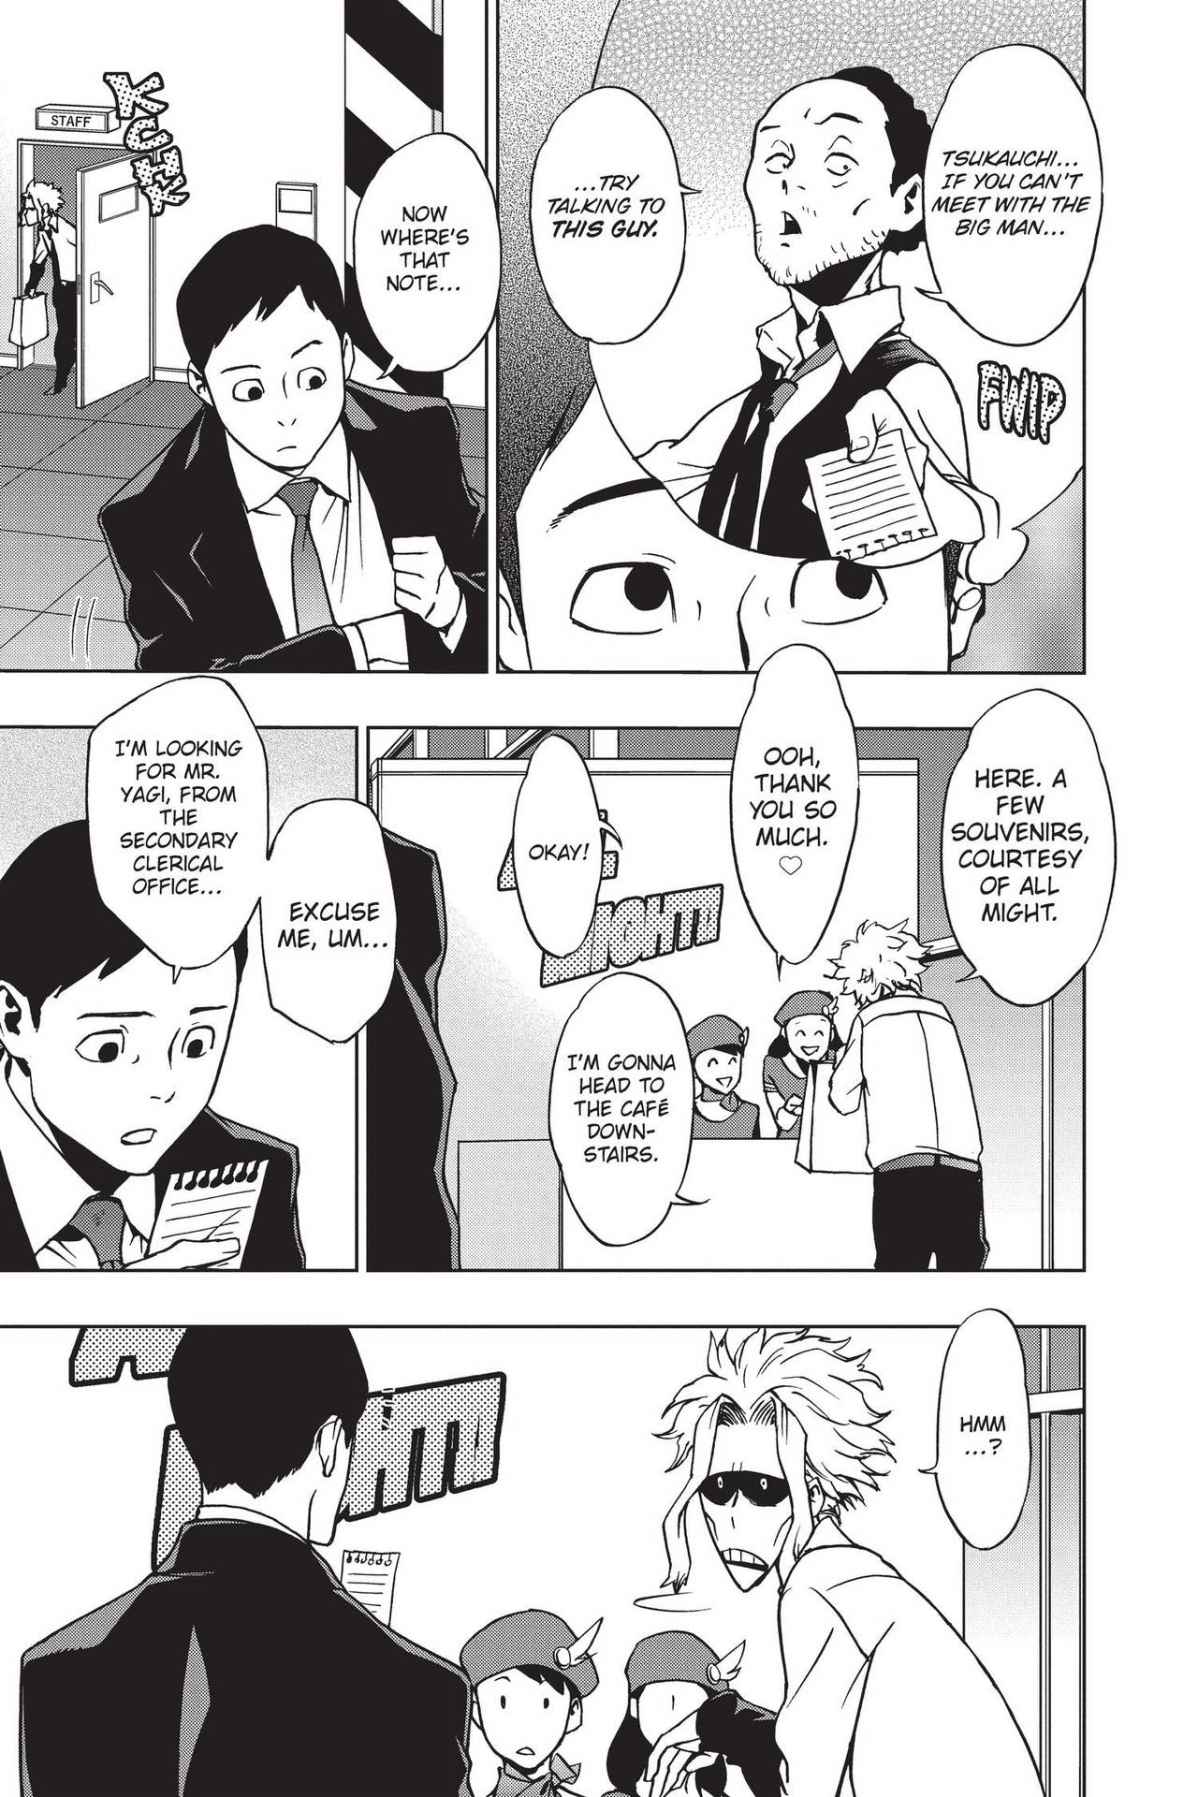 TSUKAUCHI...
IF YOU CAN'T
MEET WITH THE
BIG MAN...
...TRY
TALKING TO
THIS GUY.
FWIP
NOW
WHERE'S
THAT
NOTE...
STAFF
KCHK
HERE. A
FEW
SOUVENIRS,
COURTESY
OF ALL
MIGHT.
OOH,
THANK
YOU SO
MUCH.
♡
OKAY!
I'M GONNA
HEAD TO
THE CAFÉ
DOWN-
STAIRS.
EXCUSE
ME, UM...
I'M LOOKING
FOR MR.
YAGI, FROM
THE
SECONDARY
CLERICAL
OFFICE...
HMM
...?